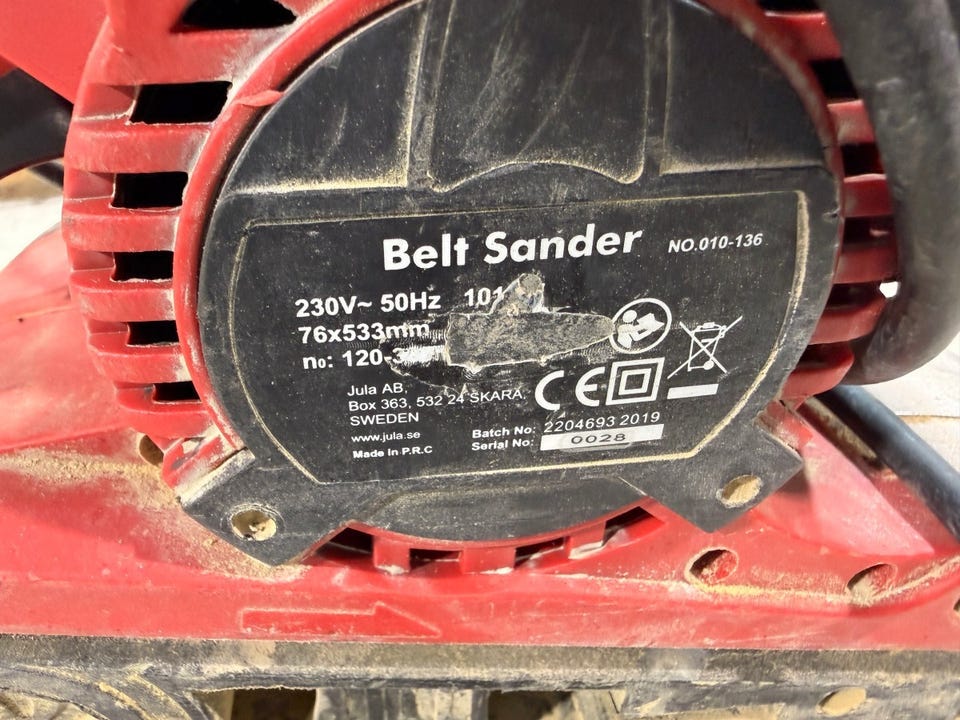 Belt Sander NO.010-136
230V~ 50Hz
76x533mm
no:
Jula AB,
Box 363, 532 24 SKARA,
SWEDEN
www.jula.se
Made in P.R.C
CE
Batch No: 2204693 2019
Serial No: 0028